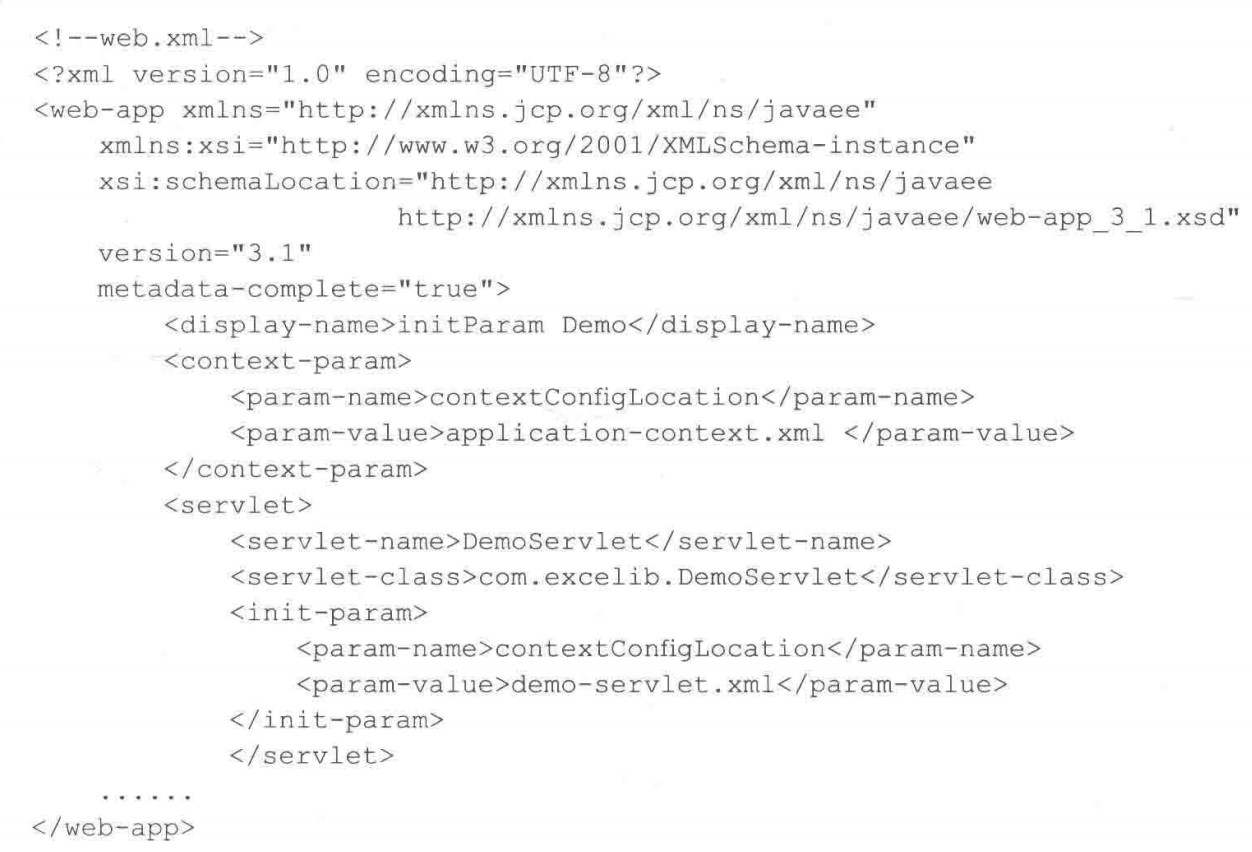 <!--web.xml-->
<?xml version="1.0" encoding="UTF-8"?>
<web-app xmlns="http://xmlns.jcp.org/xml/ns/javaee"
    xmlns:xsi="http://www.w3.org/2001/XMLSchema-instance"
    xsi:schemaLocation="http://xmlns.jcp.org/xml/ns/javaee
                      http://xmlns.jcp.org/xml/ns/javaee/web-app_3_1.xsd"
    version="3.1"
    metadata-complete="true">
        <display-name>initParam Demo</display-name>
        <context-param>
            <param-name>contextConfigLocation</param-name>
            <param-value>application-context.xml </param-value>
        </context-param>
        <servlet>
            <servlet-name>DemoServlet</servlet-name>
            <servlet-class>com.excelib.DemoServlet</servlet-class>
            <init-param>
                <param-name>contextConfigLocation</param-name>
                <param-value>demo-servlet.xml</param-value>
            </init-param>
            </servlet>
    ......
</web-app>